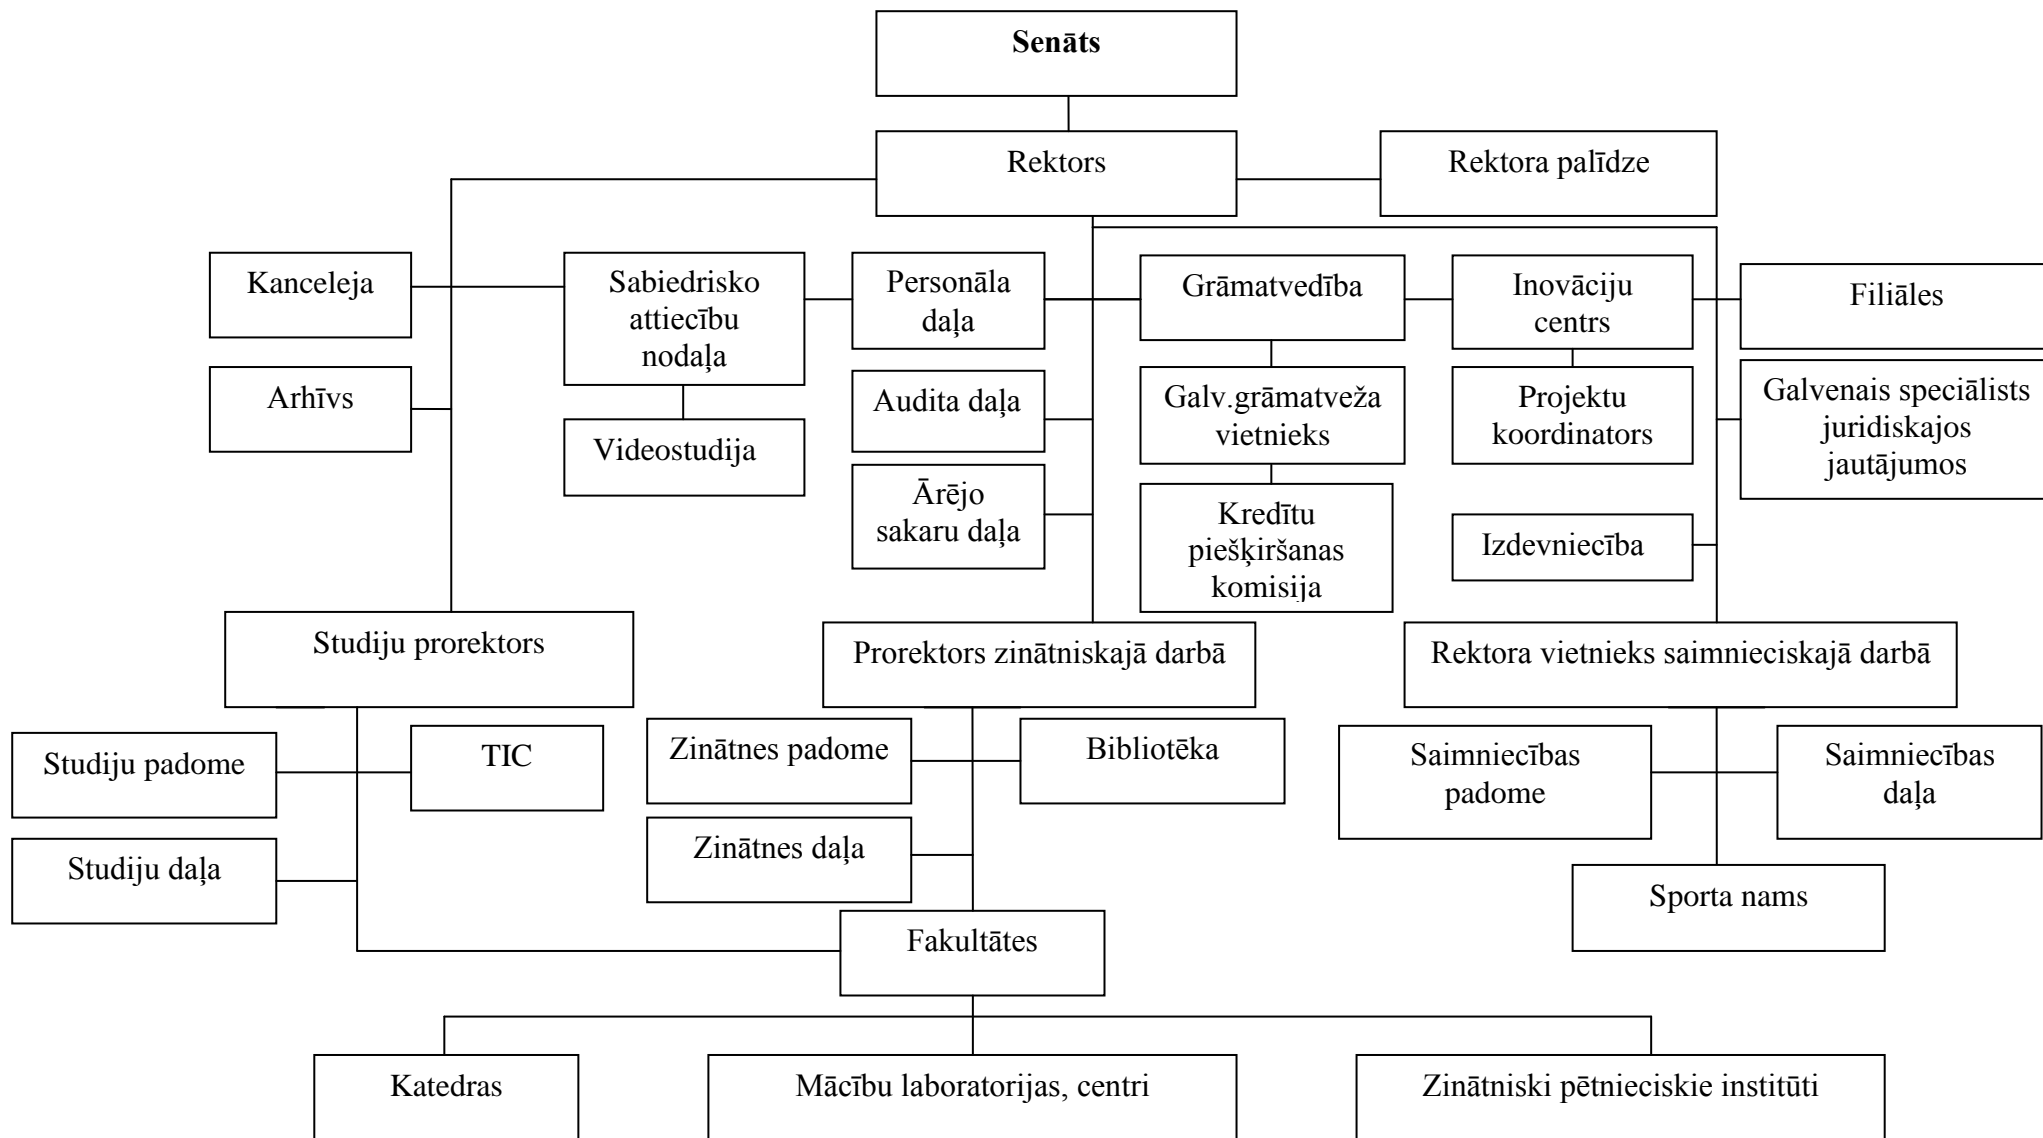 Senāts
Rektors
Rektora palīdze
Kanceleja
Sabiedrisko
attiecību
nodaļa
Personāla
daļa
Grāmatvedība
Inovāciju
centrs
Filiāles
Arhīvs
Videostudija
Audita daļa
Galv.grāmatveža
vietnieks
Projektu
koordinators
Galvenais speciālists
juridiskajos
jautājumos
Ārējo
sakaru daļa
Kredītu
piešķiršanas
komisija
Izdevniecība
Studiju prorektors
Prorektors zinātniskajā darbā
Rektora vietnieks saimnieciskajā darbā
Studiju padome
TIC
Zinātnes padome
Bibliotēka
Saimniecības
padome
Saimniecības
daļa
Studiju daļa
Zinātnes daļa
Sporta nams
Fakultātes
Katedras
Mācību laboratorijas, centri
Zinātniski pētnieciskie institūti